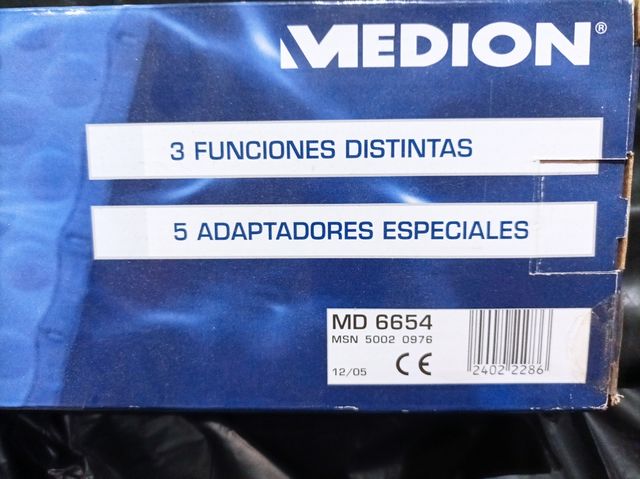 MEDION®
3 FUNCIONES DISTINTAS
5 ADAPTADORES ESPECIALES
MD 6654
MSN 5002 0976
12/05 CE
2402 2286